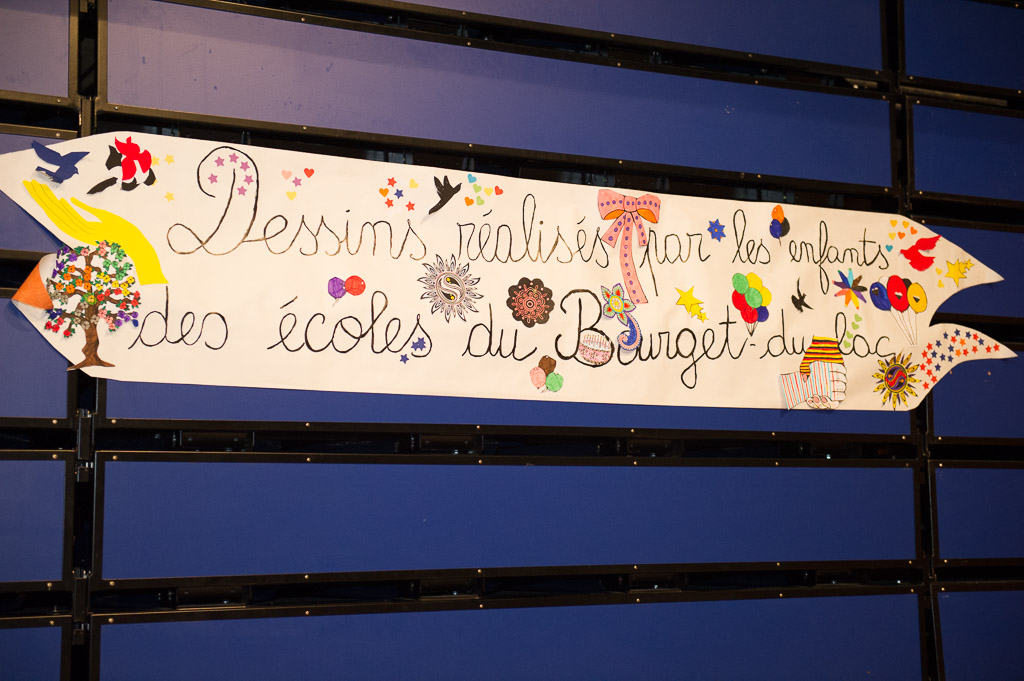 Dessins réalisés par les enfants
des écoles du Bourget-du lac